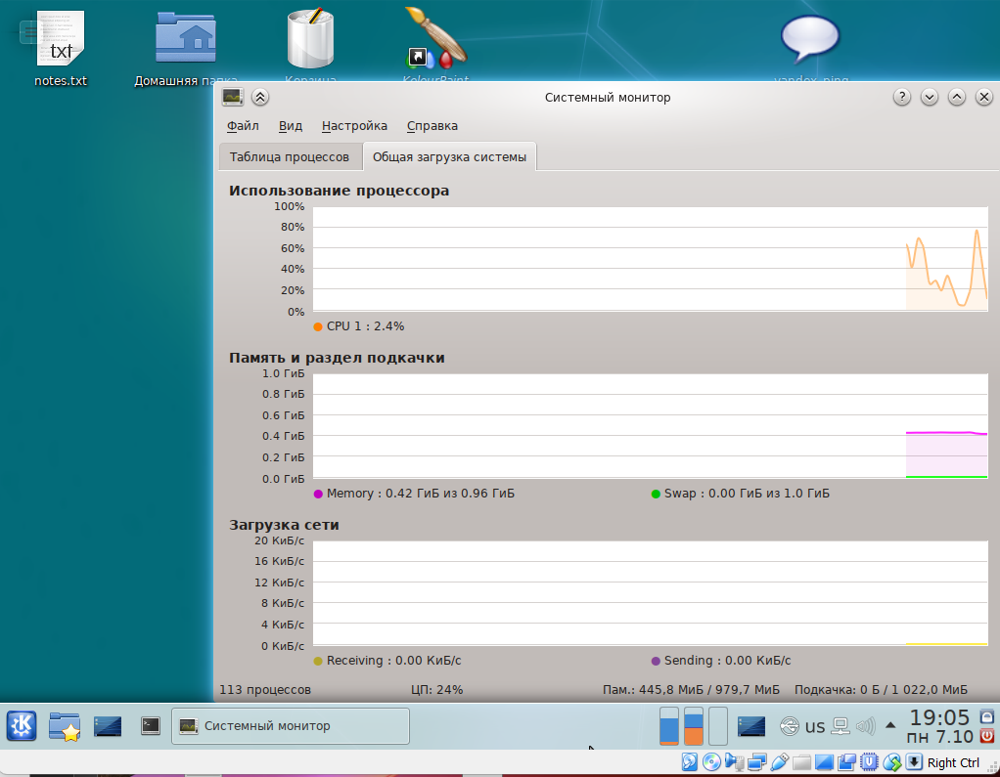 txt
notes.txt
Домашняя папка
Корзина
KolourPaint
yandex-ping
Системный монитор
?
Файл Вид Настройка Справка
Таблица процессов Общая загрузка системы
Использование процессора
100%
80%
60%
40%
20%
0%
CPU 1 : 2.4%
Память и раздел подкачки
1.0 ГиБ
0.8 ГиБ
0.6 ГиБ
0.4 ГиБ
0.2 ГиБ
0.0 ГиБ
Memory : 0.42 ГиБ из 0.96 ГиБ Swap : 0.00 ГиБ из 1.0 ГиБ
Загрузка сети
20 КиБ/с
16 КиБ/с
12 КиБ/с
8 КиБ/с
4 КиБ/с
0 КиБ/с
Receiving : 0.00 КиБ/с Sending : 0.00 КиБ/с
113 процессов ЦП: 24% Пам.: 445,8 МиБ / 979,7 МиБ Подкачка: 0 Б / 1 022,0 МиБ
Системный монитор us 19:05
пн 7.10
Right Ctrl